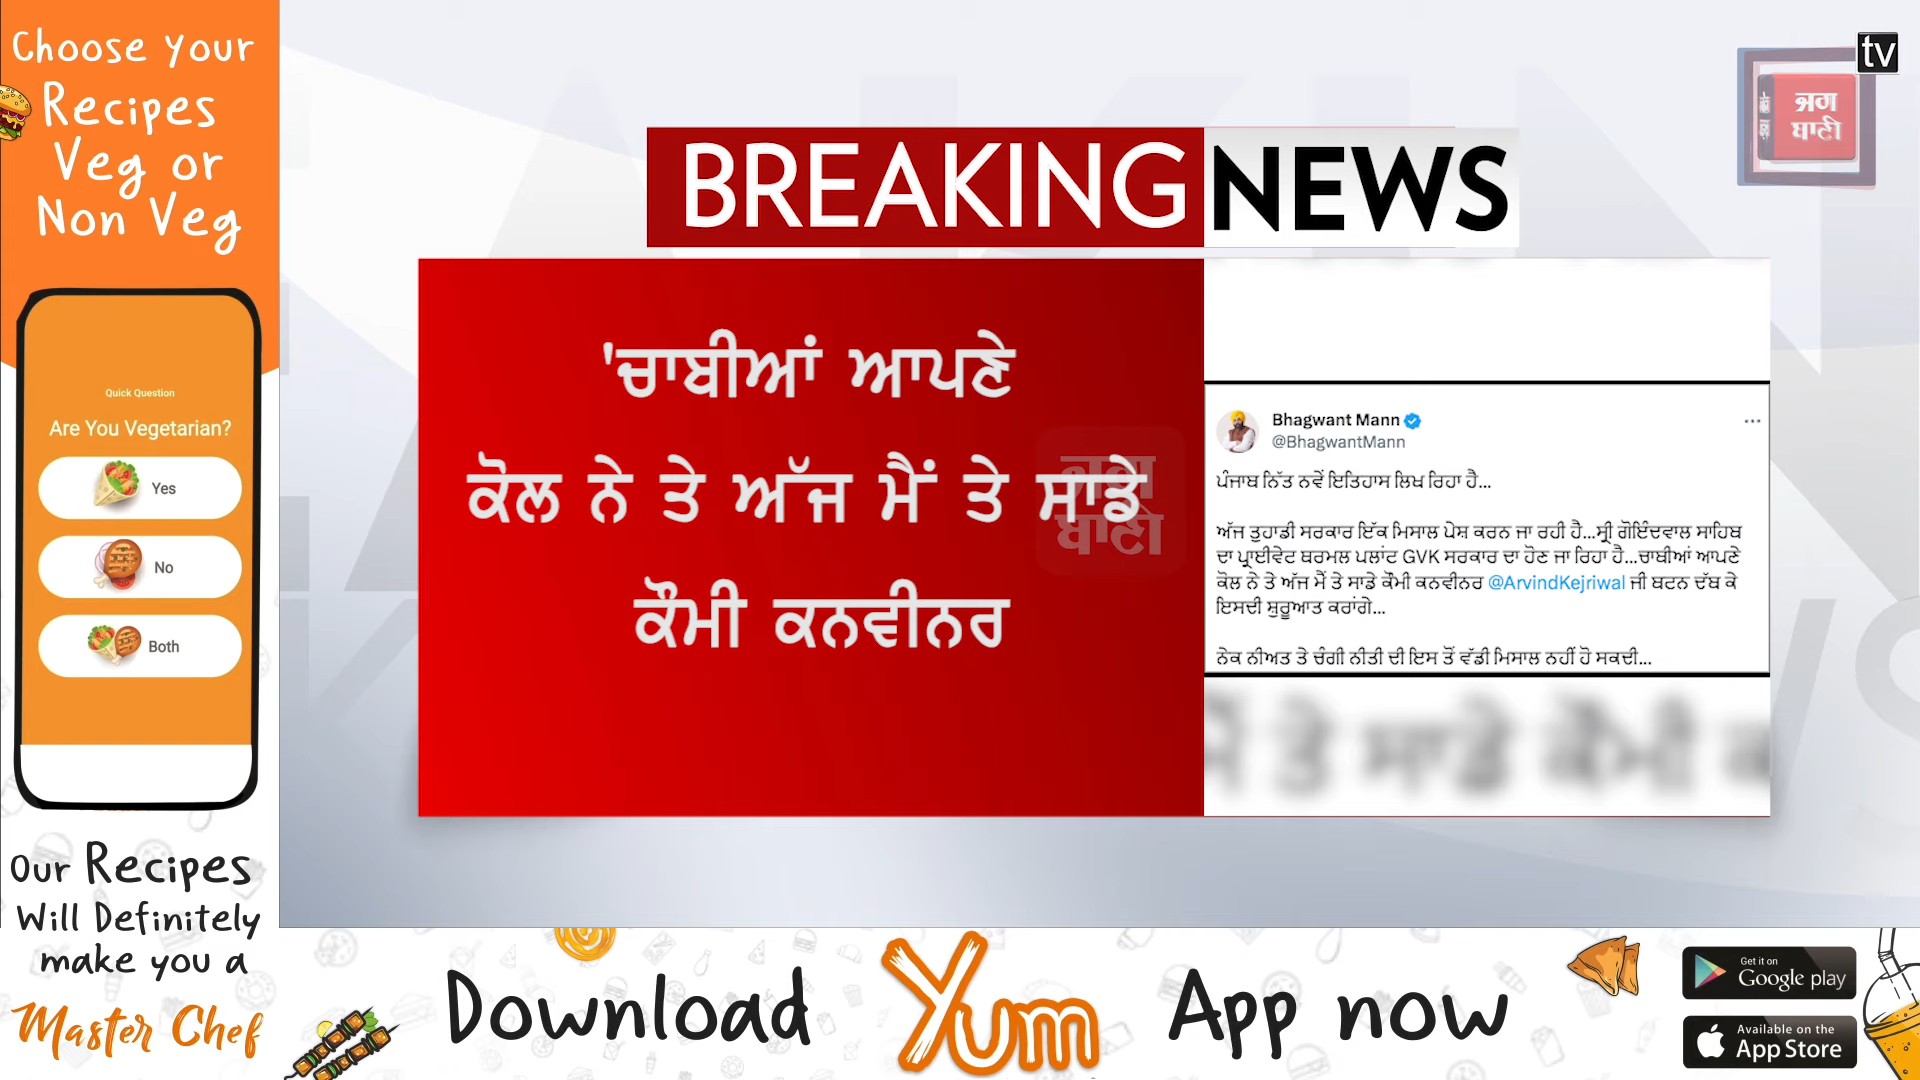 Choose Your
Recipes
Veg or
Non Veg
Quick Question
Are You Vegetarian?
Yes
No
Both
Our Recipes
Will Definitely
make you a
Master Chef
tv
ਜਗ
ਬਾਣੀ
BREAKING NEWS
'ਚਾਬੀਆਂ ਆਪਣੇ
ਕੋਲ ਨੇ ਤੇ ਅੱਜ ਮੈਂ ਤੇ ਸਾਡੇ
ਕੌਮੀ ਕਨਵੀਨਰ
ਜਗ
ਬਾਣੀ
Bhagwant Mann
@BhagwantMann
ਪੰਜਾਬ ਨਿੱਤ ਨਵੇਂ ਇਤਿਹਾਸ ਲਿਖ ਰਿਹਾ ਹੈ...
ਅੱਜ ਤੁਹਾਡੀ ਸਰਕਾਰ ਇੱਕ ਮਿਸਾਲ ਪੇਸ਼ ਕਰਨ ਜਾ ਰਹੀ ਹੈ...ਸ੍ਰੀ ਗੋਇੰਦਵਾਲ ਸਾਹਿਬ
ਦਾ ਪ੍ਰਾਈਵੇਟ ਥਰਮਲ ਪਲਾਂਟ GVK ਸਰਕਾਰ ਦਾ ਹੋਣ ਜਾ ਰਿਹਾ ਹੈ...ਚਾਬੀਆਂ ਆਪਣੇ
ਕੋਲ ਨੇ ਤੇ ਅੱਜ ਮੈਂ ਤੇ ਸਾਡੇ ਕੌਮੀ ਕਨਵੀਨਰ @ArvindKejriwal ਜੀ ਬਟਨ ਦੱਬ ਕੇ
ਇਸਦੀ ਸ਼ੁਰੂਆਤ ਕਰਾਂਗੇ...
ਨੇਕ ਨੀਅਤ ਤੇ ਚੰਗੀ ਨੀਤੀ ਦੀ ਇਸ ਤੋਂ ਵੱਡੀ ਮਿਸਾਲ ਨਹੀਂ ਹੋ ਸਕਦੀ...
ਤੇ ਸਾਡੇ ਕੌਮੀ
Download Yum App now
Get it on
Google play
Available on the
App Store